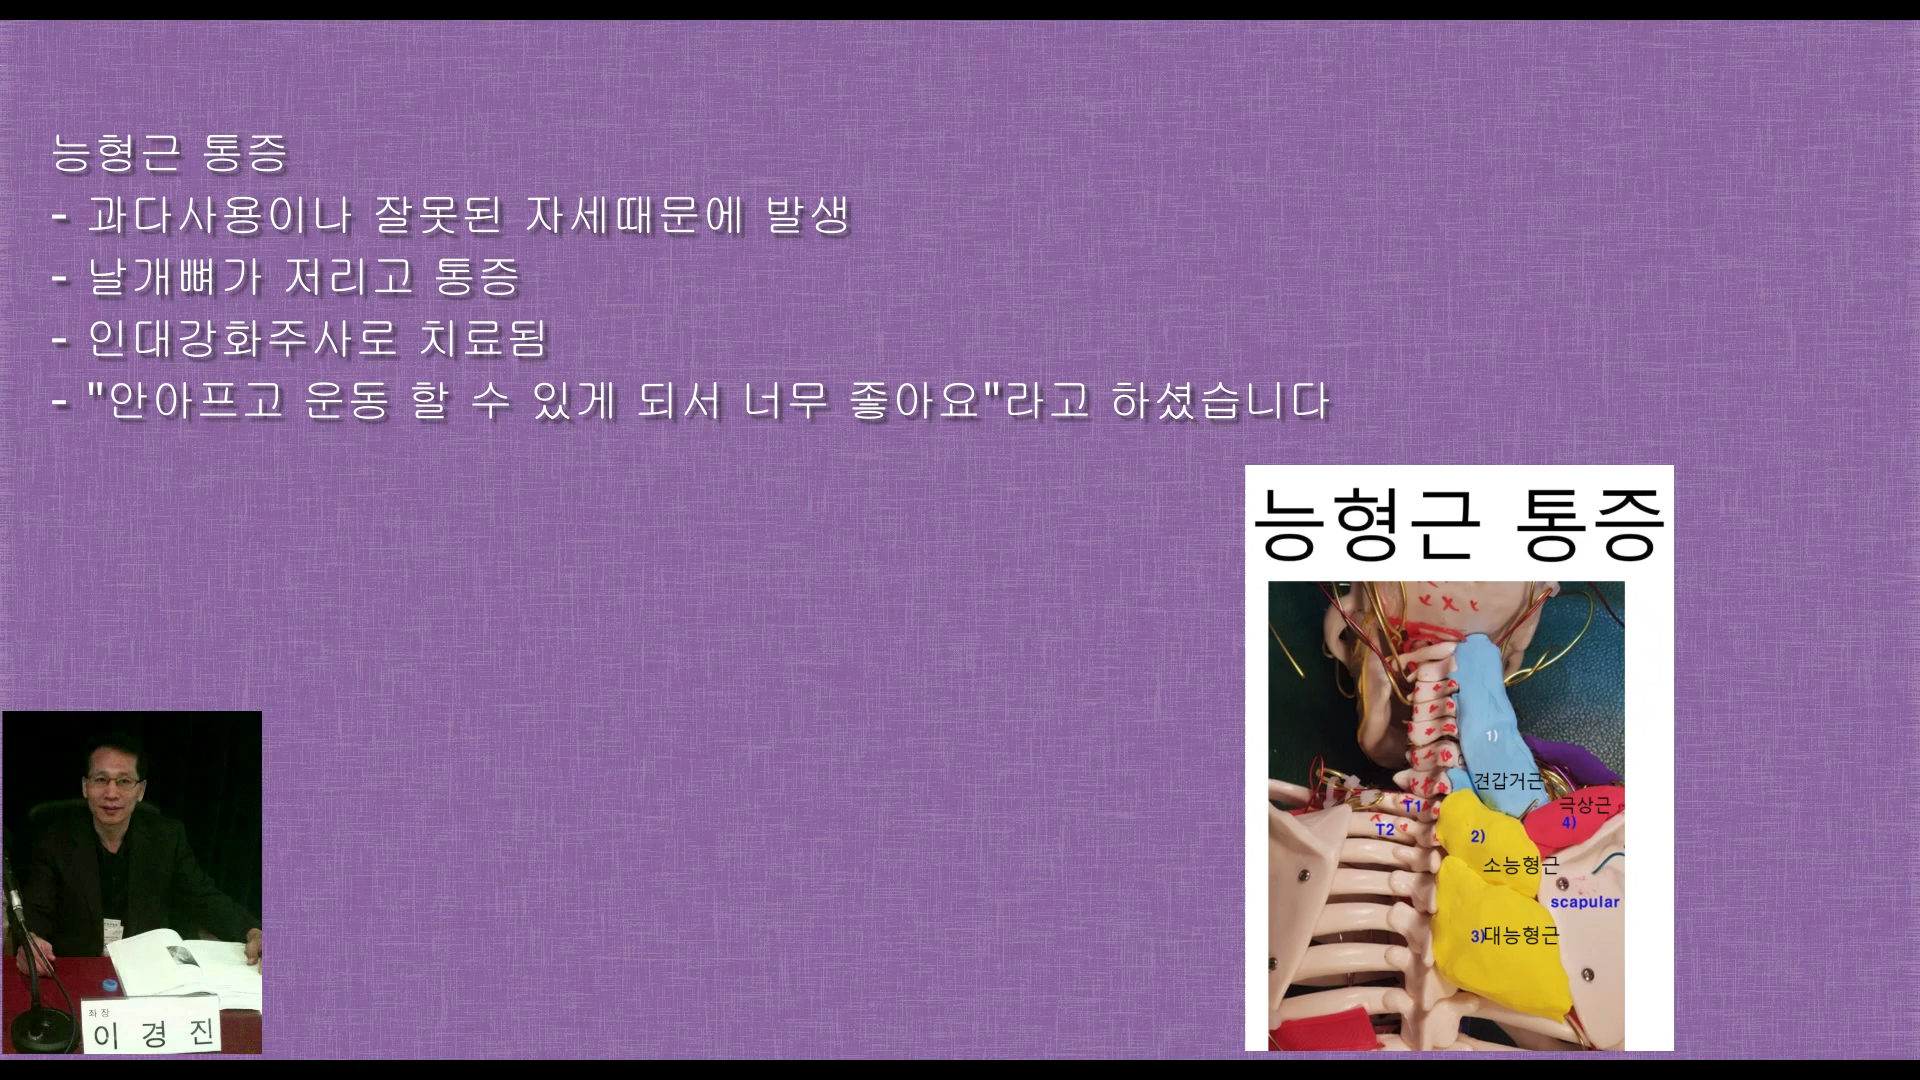 능형근 통증
- 과다사용이나 잘못된 자세때문에 발생
- 날개뼈가 저리고 통증
- 인대강화주사로 치료됨
- "안아프고 운동 할 수 있게 되서 너무 좋아요"라고 하셨습니다
능형근 통증
1)
견갑거근
극상근
4)
T1
T2
2)
소능형근
scapular
3)대능형근
좌 장
이 경 진